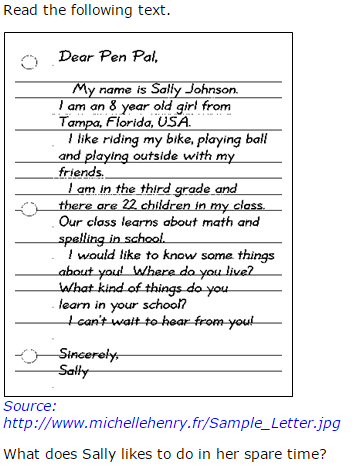 Read the following text.
Dear Pen Pal,
My name is Sally Johnson.
I am an 8 year old girl from
Tampa, Florida, USA.
I like riding my bike, playing ball
and playing outside with my
friends.
I am in the third grade and
there are 22 children in my class.
Our class learns about math and
spelling in school.
I would like to know some things
about you! Where do you live?
What kind of things do you
learn in your school?
I can't wait to hear from you!
Sincerely,
Sally
Source:
http://www.michellehenry.fr/Sample_Letter.jpg
What does Sally likes to do in her spare time?